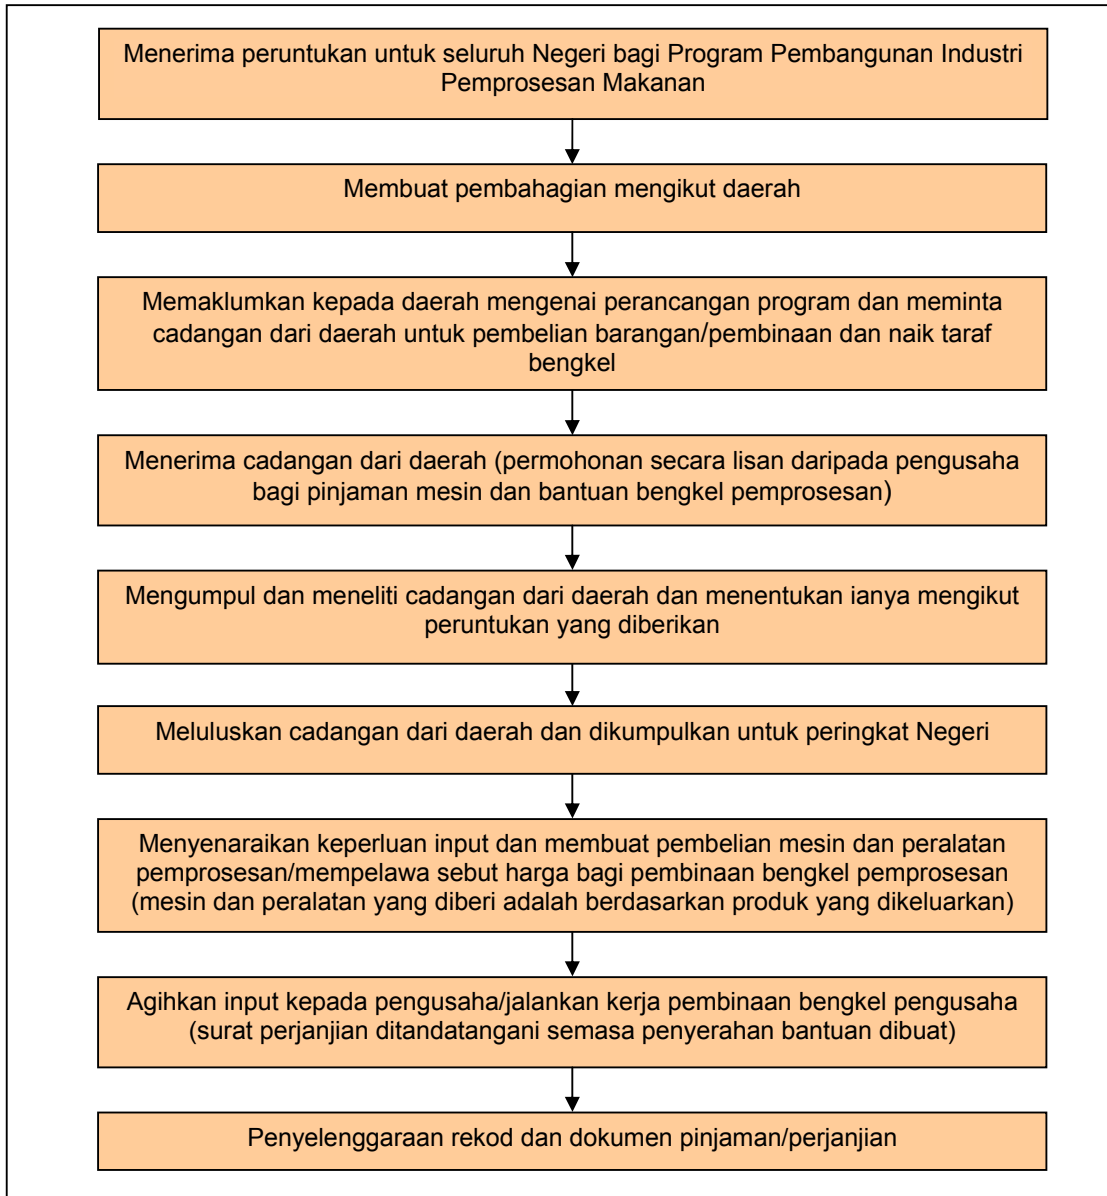 Menerima peruntukan untuk seluruh Negeri bagi Program Pembangunan Industri
Pemprosesan Makanan
Membuat pembahagian mengikut daerah
Memaklumkan kepada daerah mengenai perancangan program dan meminta
cadangan dari daerah untuk pembelian barangan/pembinaan dan naik taraf
bengkel
Menerima cadangan dari daerah (permohonan secara lisan daripada pengusaha
bagi pinjaman mesin dan bantuan bengkel pemprosesan)
Mengumpul dan meneliti cadangan dari daerah dan menentukan ianya mengikut
peruntukan yang diberikan
Meluluskan cadangan dari daerah dan dikumpulkan untuk peringkat Negeri
Menyenaraikan keperluan input dan membuat pembelian mesin dan peralatan
pemprosesan/mempelawa sebut harga bagi pembinaan bengkel pemprosesan
(mesin dan peralatan yang diberi adalah berdasarkan produk yang dikeluarkan)
Agihkan input kepada pengusaha/jalankan kerja pembinaan bengkel pengusaha
(surat perjanjian ditandatangani semasa penyerahan bantuan dibuat)
Penyelenggaraan rekod dan dokumen pinjaman/perjanjian